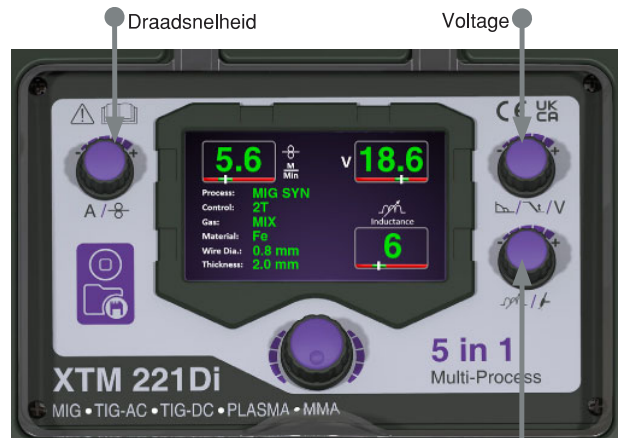 Draadsnelheid
Voltage
CE UK
CA
- +
- +
5.6
M
Min
V 18.6
A /
/ /V
Process: MIG SYN
Control: 2T
Gas: MIX
Material: Fe
Wire Dia.: 0.8 mm
Thickness: 2.0 mm
Inductance
6
- +
/
5 in 1
Multi-Process
XTM 221Di
MIG • TIG-AC • TIG-DC • PLASMA • MMA